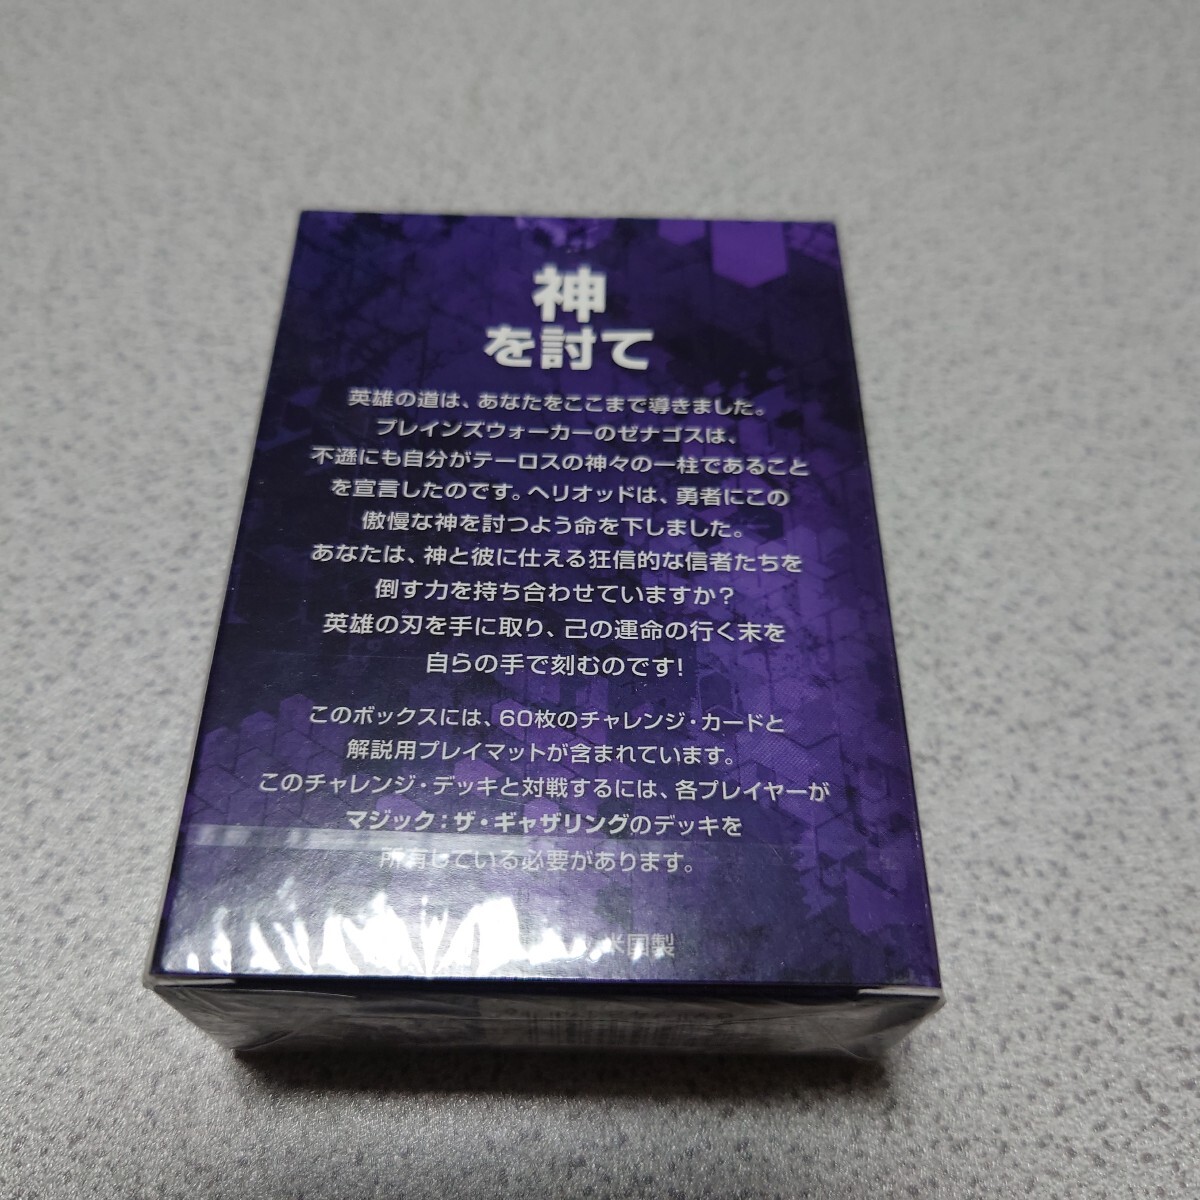 神
を討て
英雄の道は、あなたをここまで導きました。
プレインズウォーカーのゼナゴスは、
不遜にも自分がテーロスの神々の一柱であること
を宣言したのです。ヘリオッドは、勇者にこの
傲慢な神を討つよう命を下しました。
あなたは、神と彼に仕える狂信的な信者たちを
倒す力を持ち合わせていますか?
英雄の刃を手に取り、己の運命の行く末を
自らの手で刻むのです!
このボックスには、60枚のチャレンジ・カードと
解説用プレイマットが含まれています。
このチャレンジ・デッキと対戦するには、各プレイヤーが
マジック:ザ・ギャザリングのデッキを
所有している必要があります。
米国製